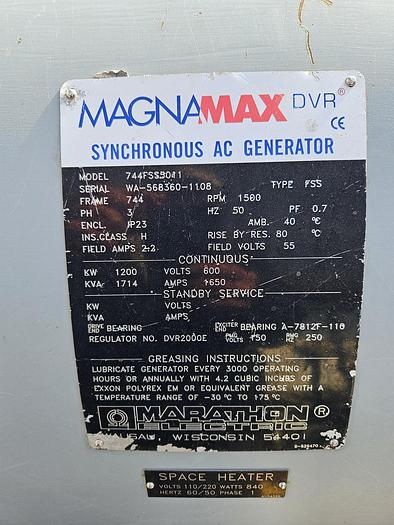 MAGNAMAX DVR®
CE
SYNCHRONOUS AC GENERATOR
MODEL 744FSS3011
SERIAL WA-568360-1108 TYPE FSS
FRAME 744 RPM 1500
PH 3 HZ 50 PF 0.7
ENCL. IP23 AMB. 40 °C
INS.CLASS H RISE BY RES. 80 °C
FIELD AMPS 2.2 FIELD VOLTS 55
CONTINUOUS
KW 1200 VOLTS 600
KVA 1714 AMPS 1650
STANDBY SERVICE
KW VOLTS
KVA AMPS
DRIVE END BEARING EXCITER END BEARING A-7812F-110
REGULATOR NO. DVR2000E PMG VOLTS 150 PMG HZ 250
GREASING INSTRUCTIONS
LUBRICATE GENERATOR EVERY 3000 OPERATING
HOURS OR ANNUALLY WITH 4.2 CUBIC INCHES OF
EXXON POLYREX EM OR EQUIVALENT GREASE WITH A
TEMPERATURE RANGE OF -30°C TO +175°C
MARATHON®
ELECTRIC
WAUSAU, WISCONSIN 54401
SPACE HEATER
VOLTS 110/220 WATTS 840
HERTZ 60/50 PHASE 1